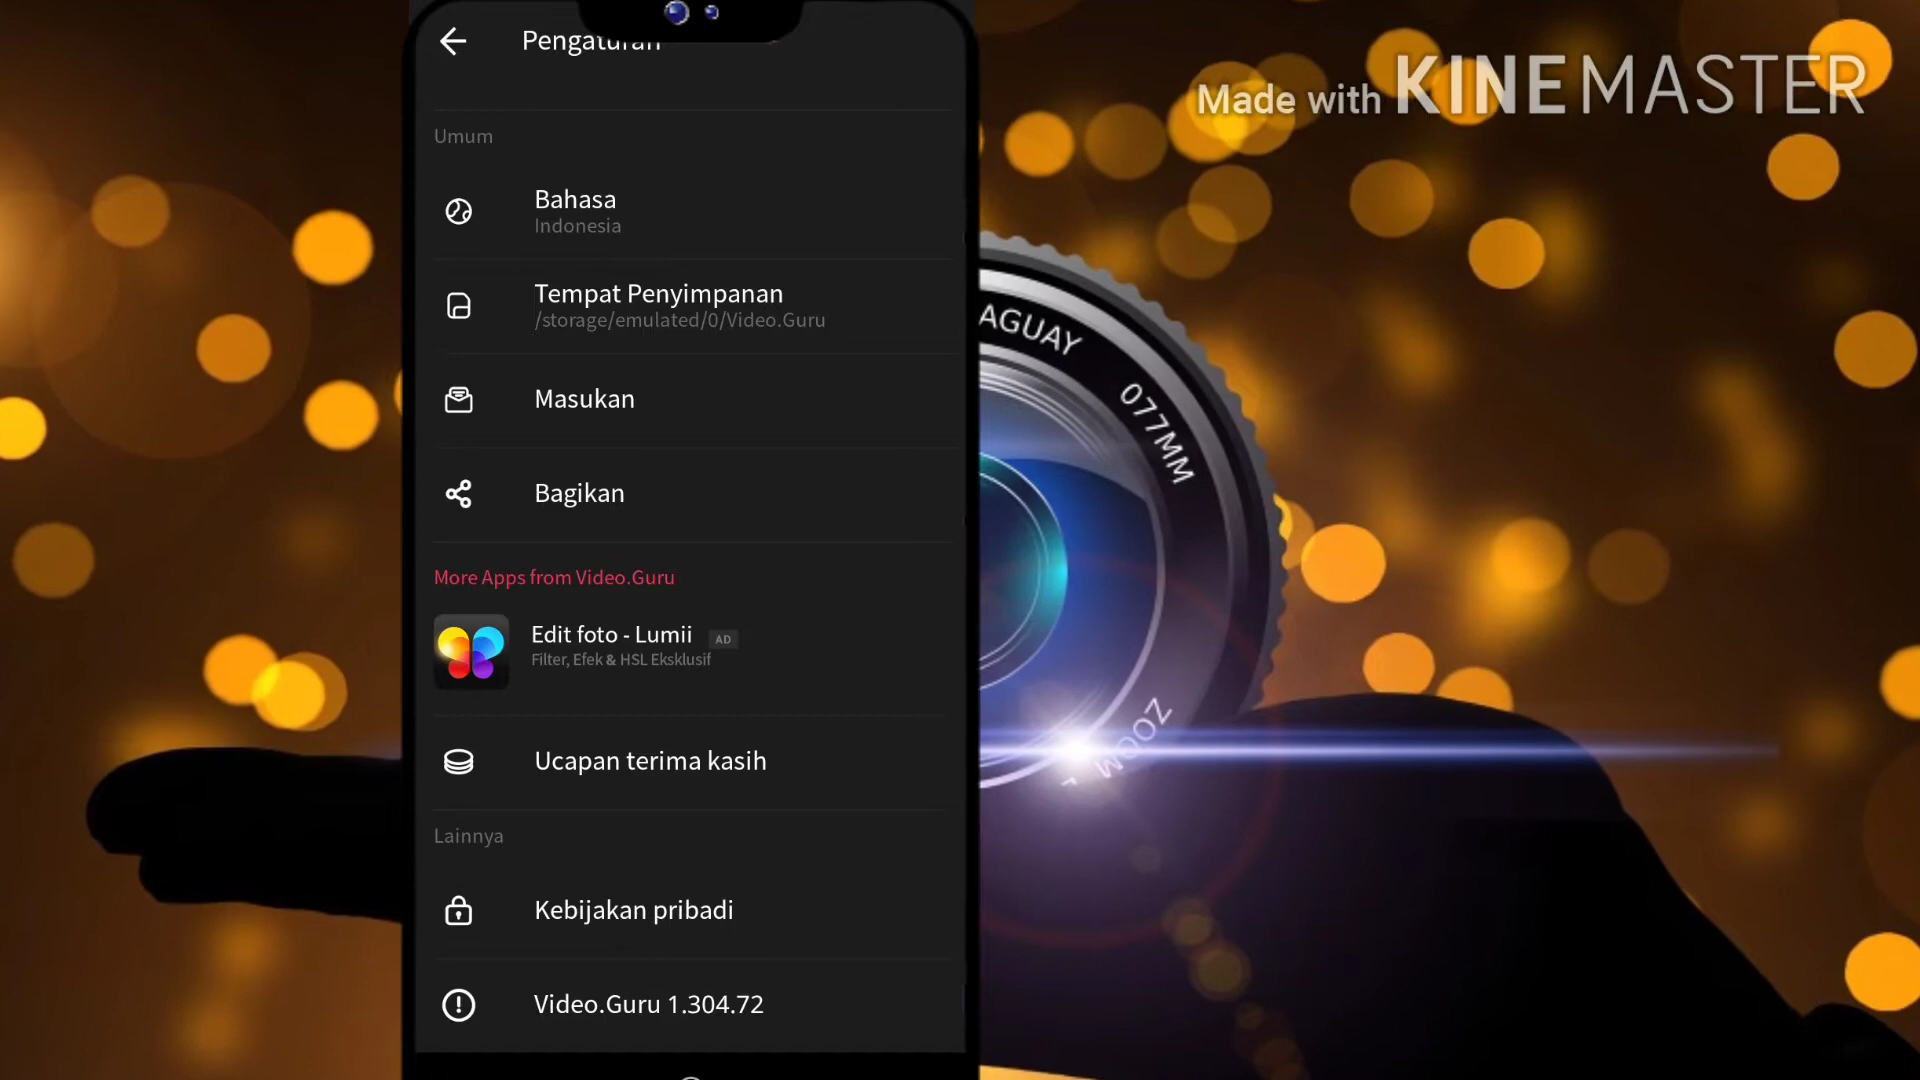 Pengaturan
Made with KINEMASTER
Umum
Bahasa
Indonesia
Tempat Penyimpanan
/storage/emulated/0/Video.Guru
Masukan
Bagikan
More Apps from Video.Guru
Edit foto - Lumii AD
Filter, Efek & HSL Eksklusif
Ucapan terima kasih
Lainnya
Kebijakan pribadi
Video.Guru 1.304.72
AGUAY
077MM
ZOOM